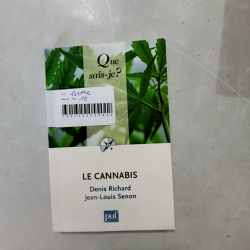 Que
sais-je?
LE CANNABIS
Denis Richard
Jean-Louis Senon
puf